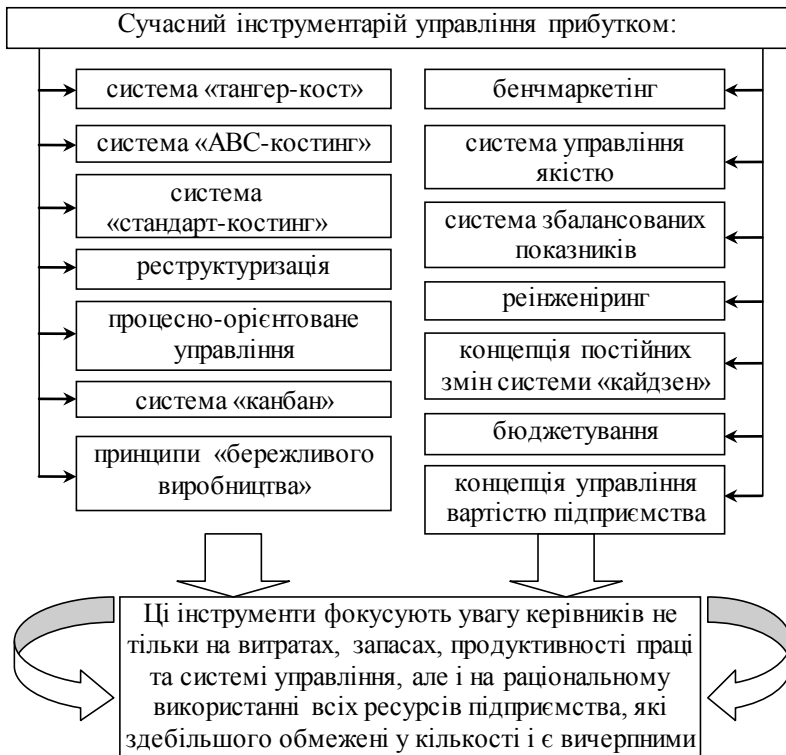 Сучасний інструментарій управління прибутком:
система «тангер-кост»
система «АВС-костинг»
система
«стандарт-костинг»
реструктуризація
процесно-орієнтоване
управління
система «канбан»
принципи «бережливого
виробництва»
бенчмаркетінг
система управління
якістю
система збалансованих
показників
реінженіринг
концепція постійних
змін системи «кайдзен»
бюджетування
концепція управління
вартістю підприємства
Ці інструменти фокусують увагу керівників не
тільки на витратах, запасах, продуктивності праці
та системі управління, але і на раціональному
використанні всіх ресурсів підприємства, які
здебільшого обмежені у кількості і є вичерпними